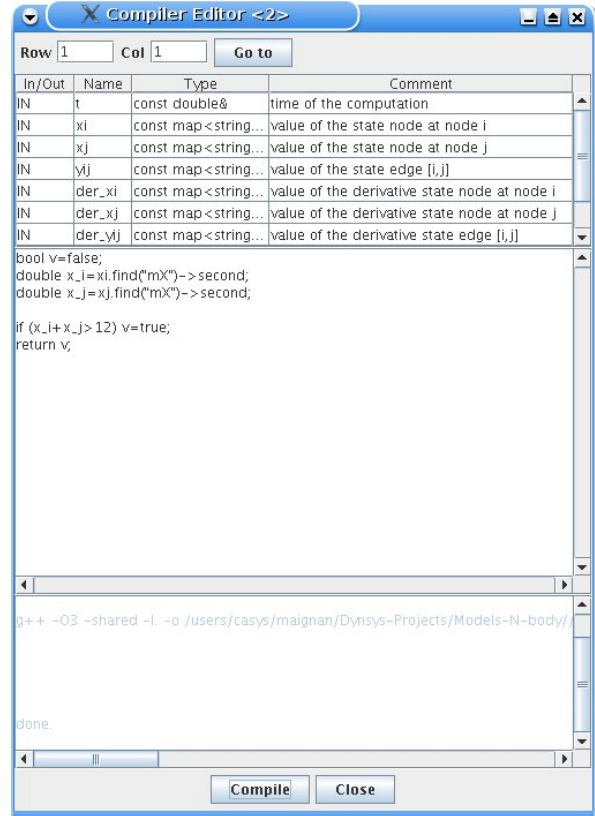 Compiler Editor <2>
Row 1 Col 1 Go to
In/Out Name Type Comment
IN t const double& time of the computation
IN xi const map<string... value of the state node at node i
IN xj const map<string... value of the state node at node j
IN yij const map<string... value of the state edge [i,j]
IN der_xi const map<string... value of the derivative state node at node i
IN der_xj const map<string... value of the derivative state node at node j
IN der_yij const map<string... value of the derivative state edge [i,j]
bool v=false;
double x_i=xi.find("mX")->second;
double x_j=xj.find("mX")->second;
if (x_i+x_j>12) v=true;
return v;
g++ -O3 -shared -I. -o /users/casys/maignan/Dynsys-Projects/Models-N-body//
done.
Compile Close